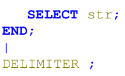 SELECT str;
END;
|
DELIMITER ;